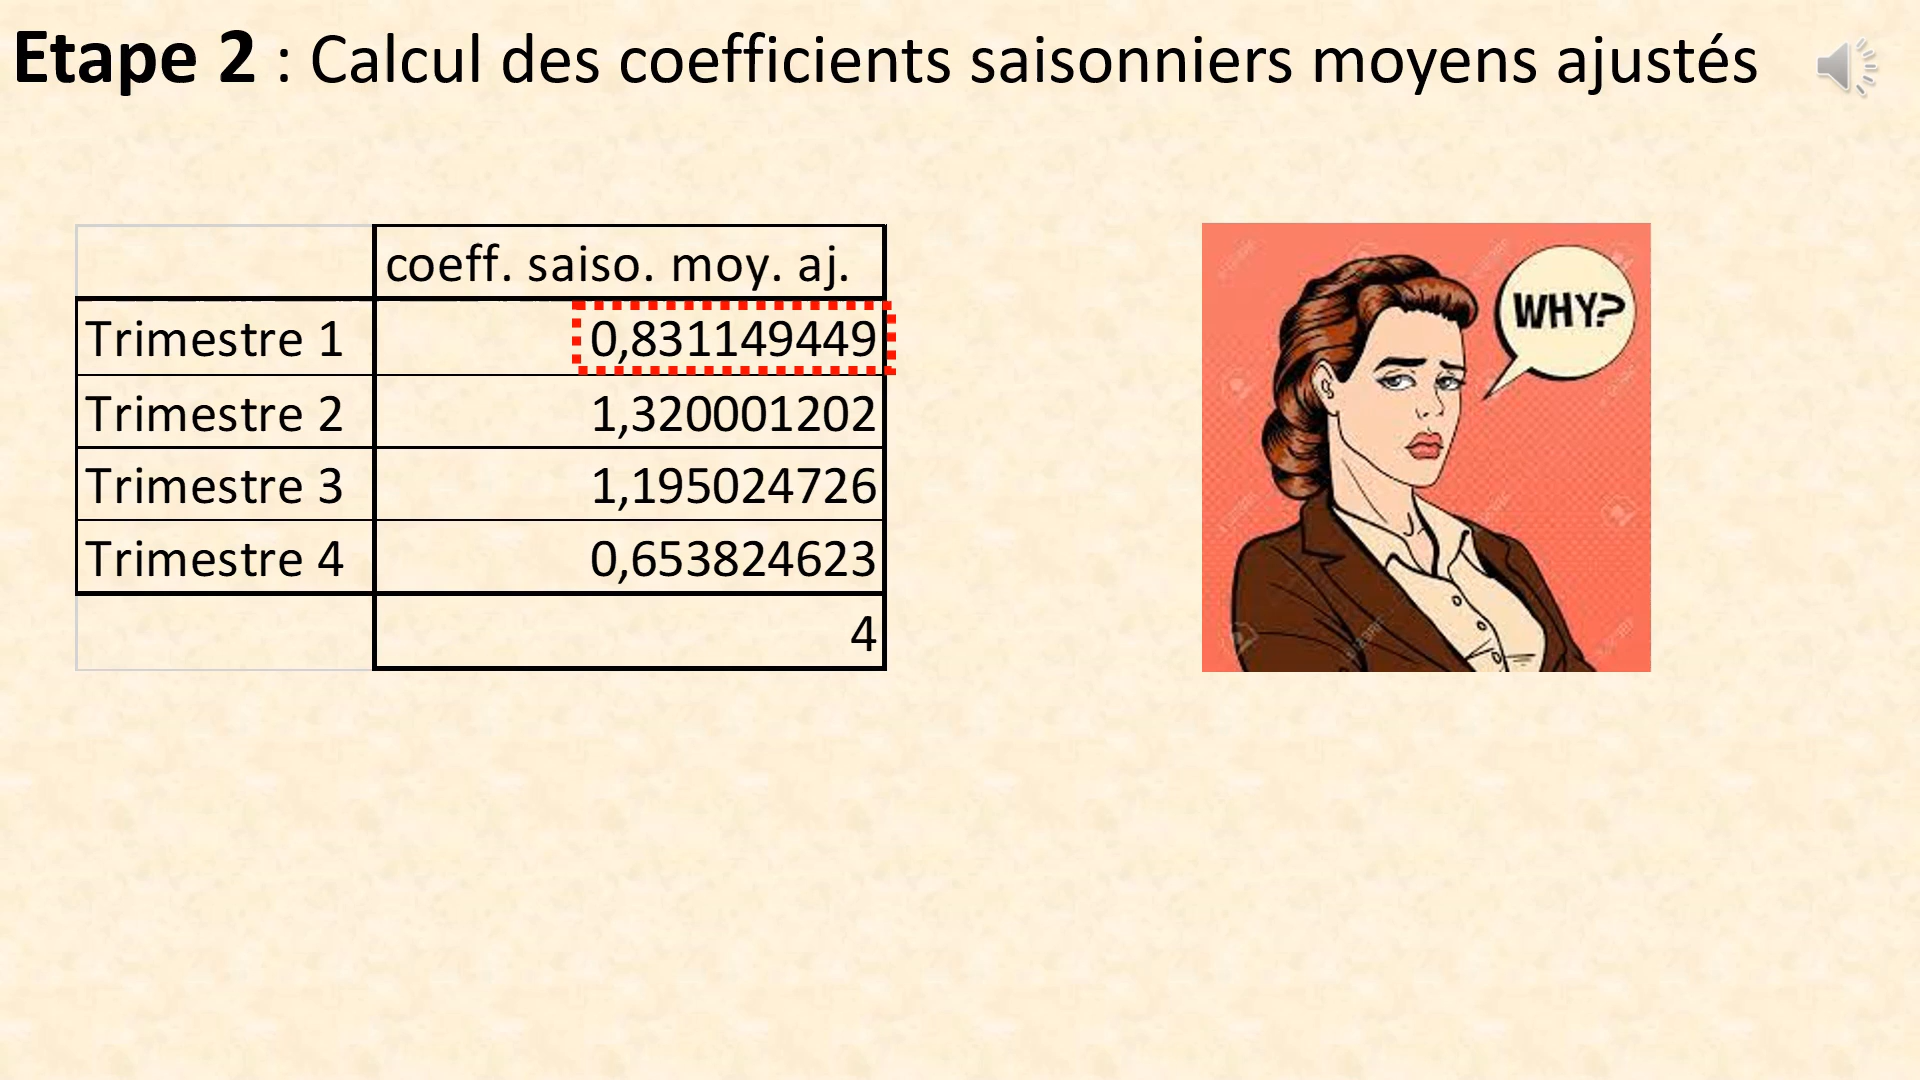 Etape 2 : Calcul des coefficients saisonniers moyens ajustés
coeff. saiso. moy. aj.
Trimestre 1 0,831149449
Trimestre 2 1,320001202
Trimestre 3 1,195024726
Trimestre 4 0,653824623
4
WHY?